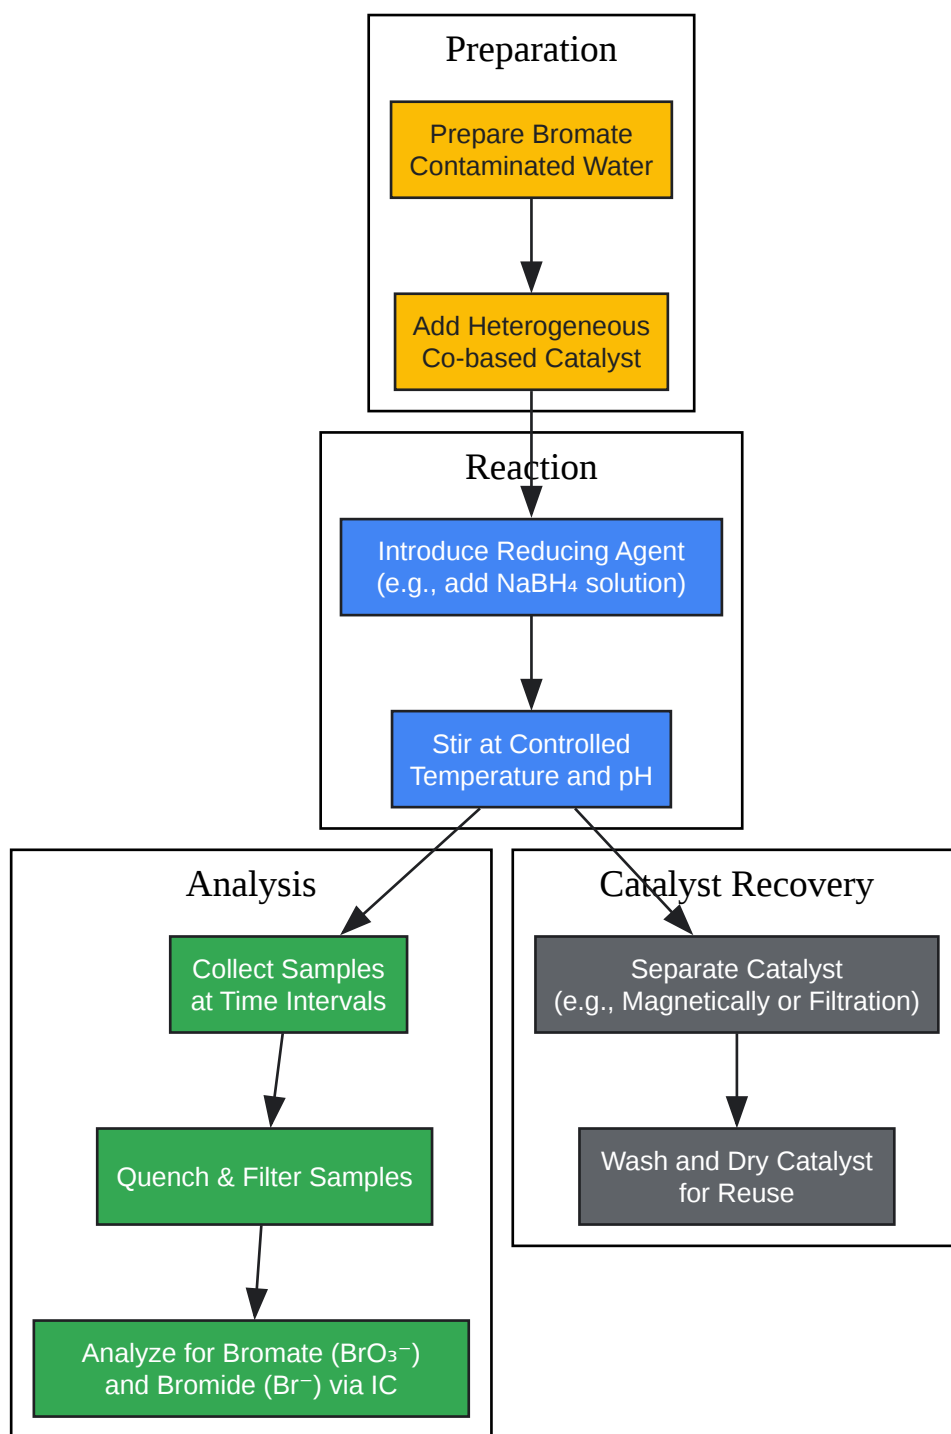 Preparation
Prepare Bromate
Contaminated Water
Add Heterogeneous
Co-based Catalyst
Reaction
Introduce Reducing Agent
(e.g., add NaBH₄ solution)
Stir at Controlled
Temperature and pH
Analysis
Collect Samples
at Time Intervals
Quench & Filter Samples
Analyze for Bromate (BrO₃⁻)
and Bromide (Br⁻) via IC
Catalyst Recovery
Separate Catalyst
(e.g., Magnetically or Filtration)
Wash and Dry Catalyst
for Reuse